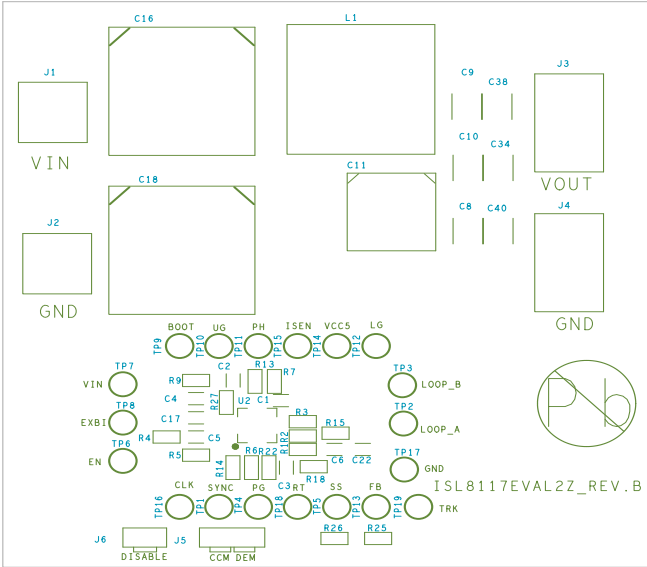 C16
L1
J1
C9
C38
J3
VIN
C10
C34
C18
C11
VOUT
J2
C8
C40
J4
GND
GND
BOOT
UG
PH
ISEN
VCC5
LG
TP9
TP10
TP11
TP15
TP14
TP12
TP7
VIN
R9
C2
R13
R7
TP3
LOOP_B
TP8
EXBI
C4
R27
U2
C1
TP2
LOOP_A
C17
R3
R4
C5
R1
R2
R15
TP6
EN
R5
R14
R6
R22
C3
R18
C6
C22
TP17
GND
ISL8117EVAL2Z_REV.B
Pb
CLK
SYNC
PG
RT
SS
FB
TP16
TP1
TP4
TP18
TP5
TP13
TP19
TRK
J6
DISABLE
J5
CCM DEM
R26
R25